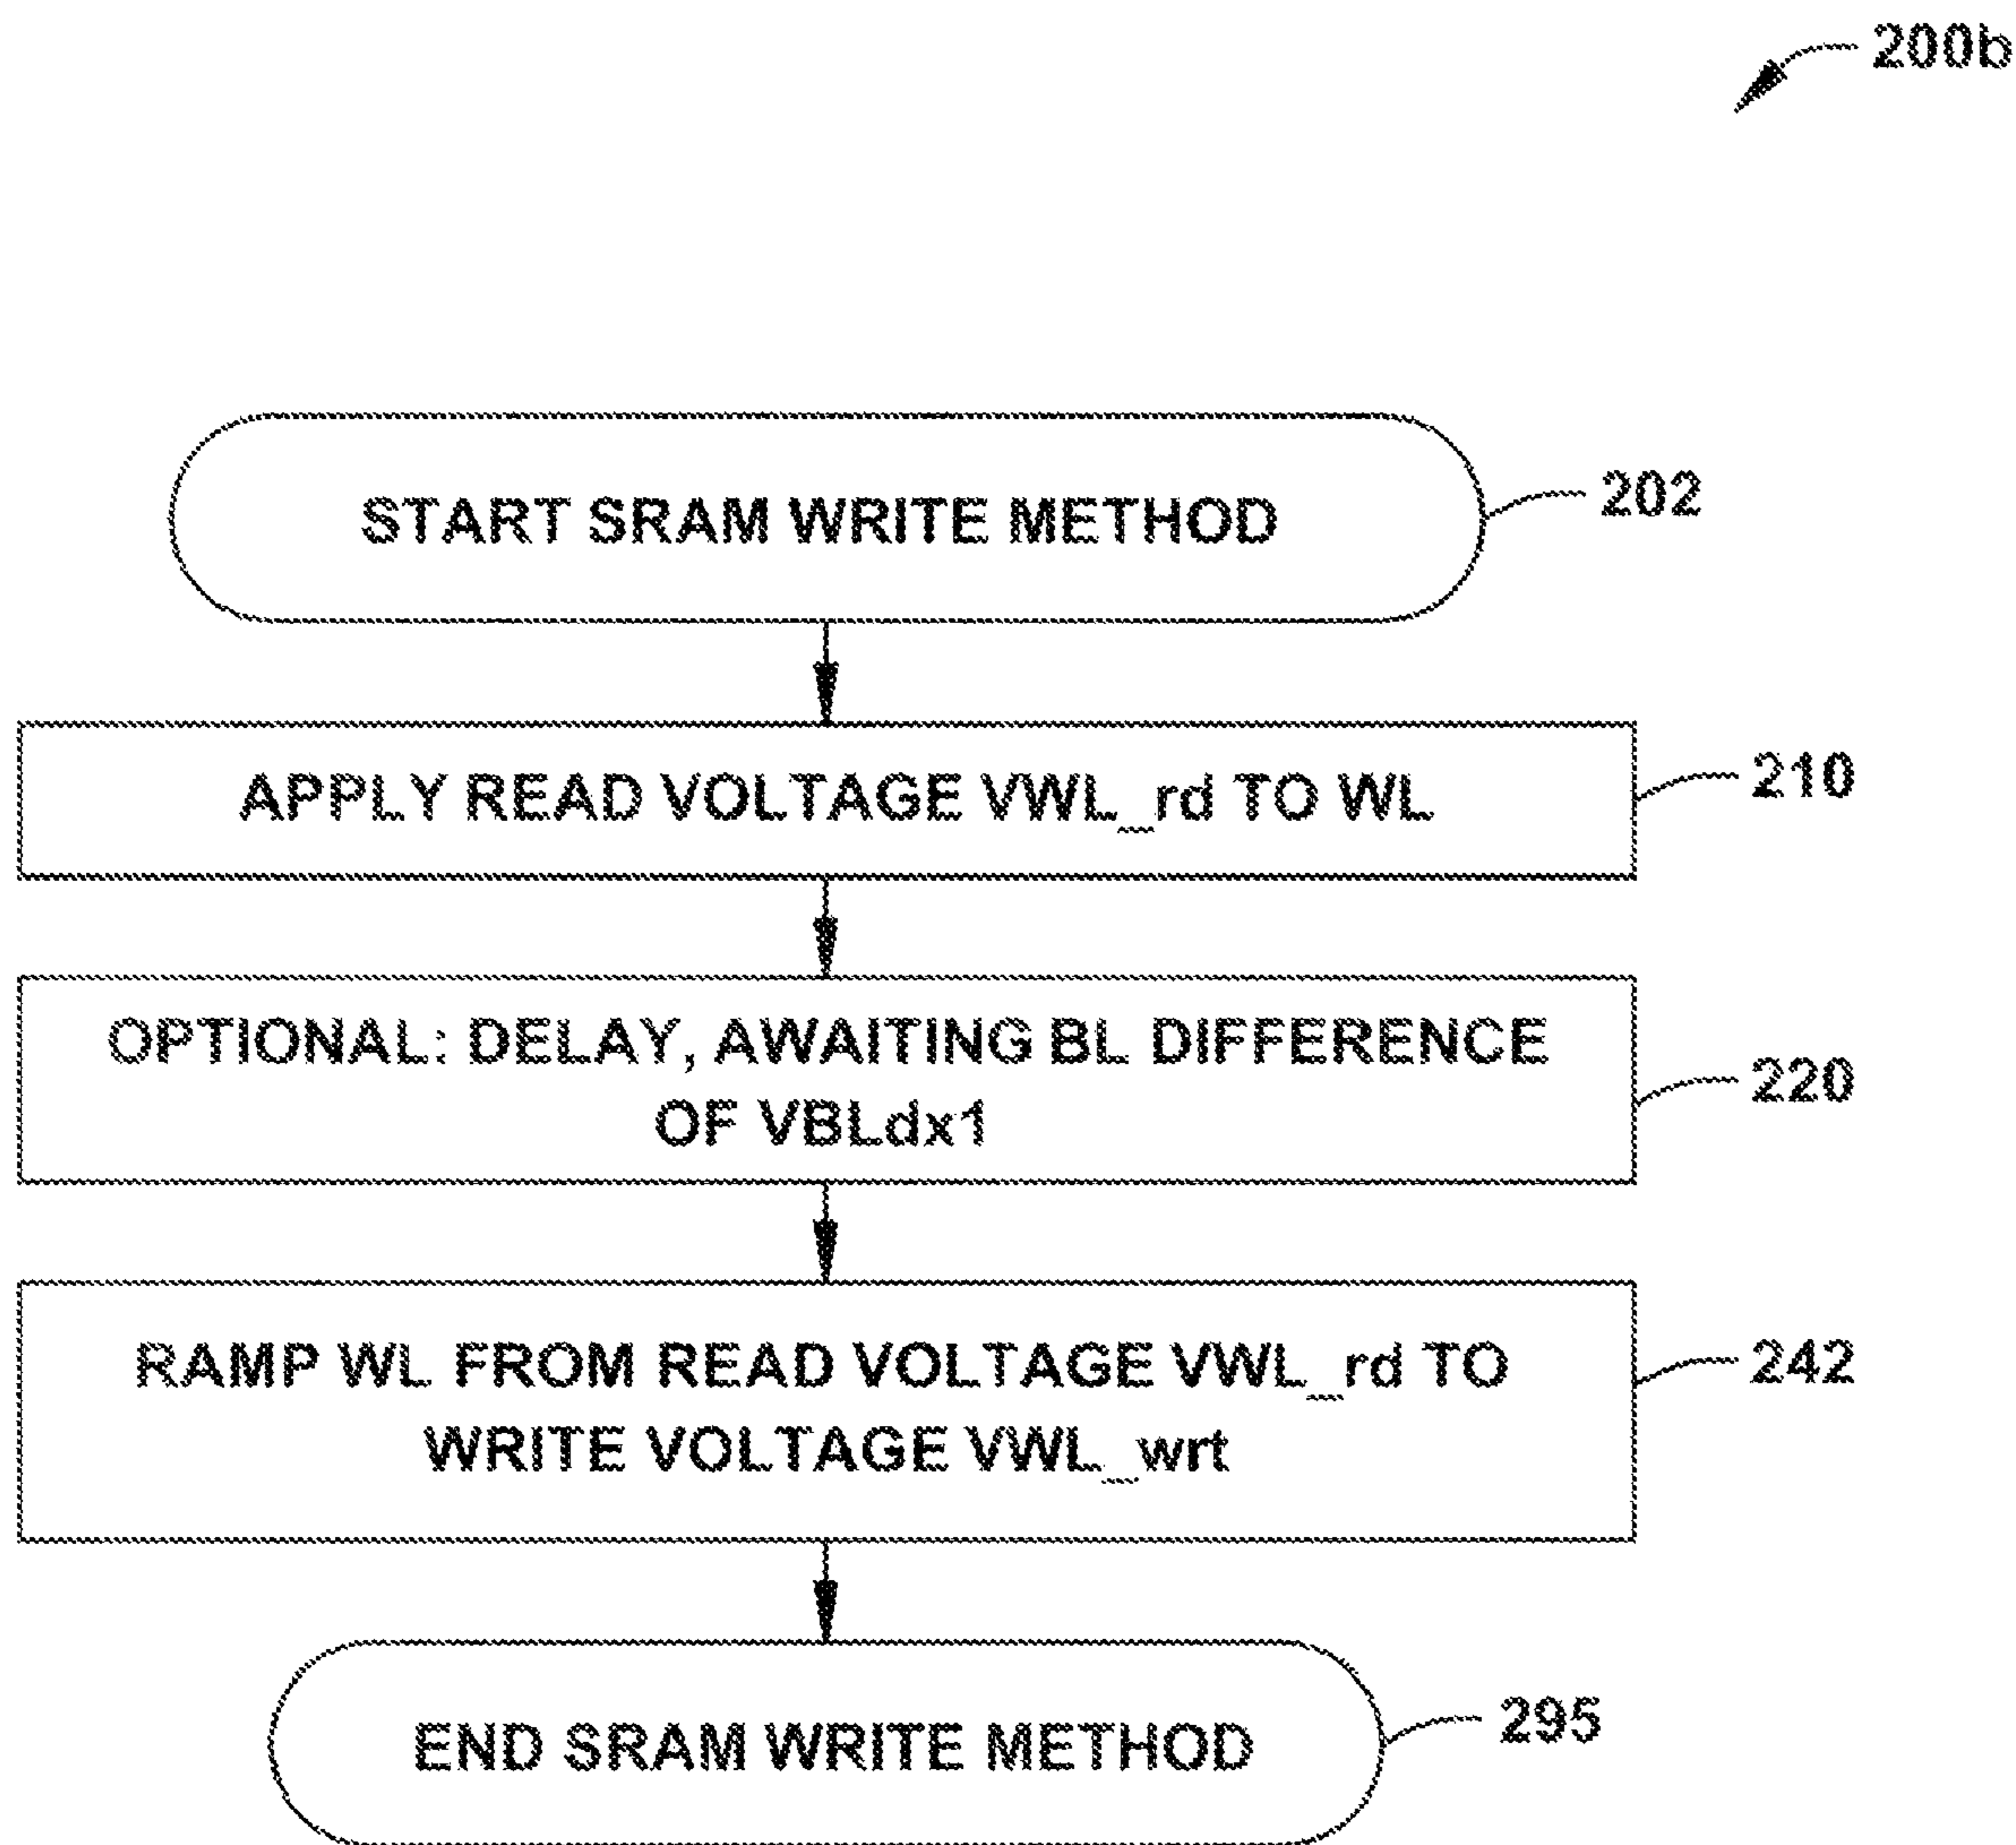 200b
START SRAM WRITE METHOD
202
APPLY READ VOLTAGE VWL_rd TO WL
210
OPTIONAL: DELAY, AWAITING BL DIFFERENCE
OF VBLdx1
220
RAMP WL FROM READ VOLTAGE VWL_rd TO
WRITE VOLTAGE VWL_wrt
242
END SRAM WRITE METHOD
295